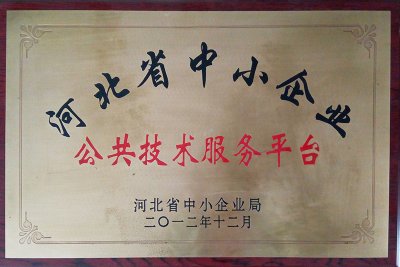 河北省中小企业
公共技术服务平台
河北省中小企业局
二〇一二年十二月